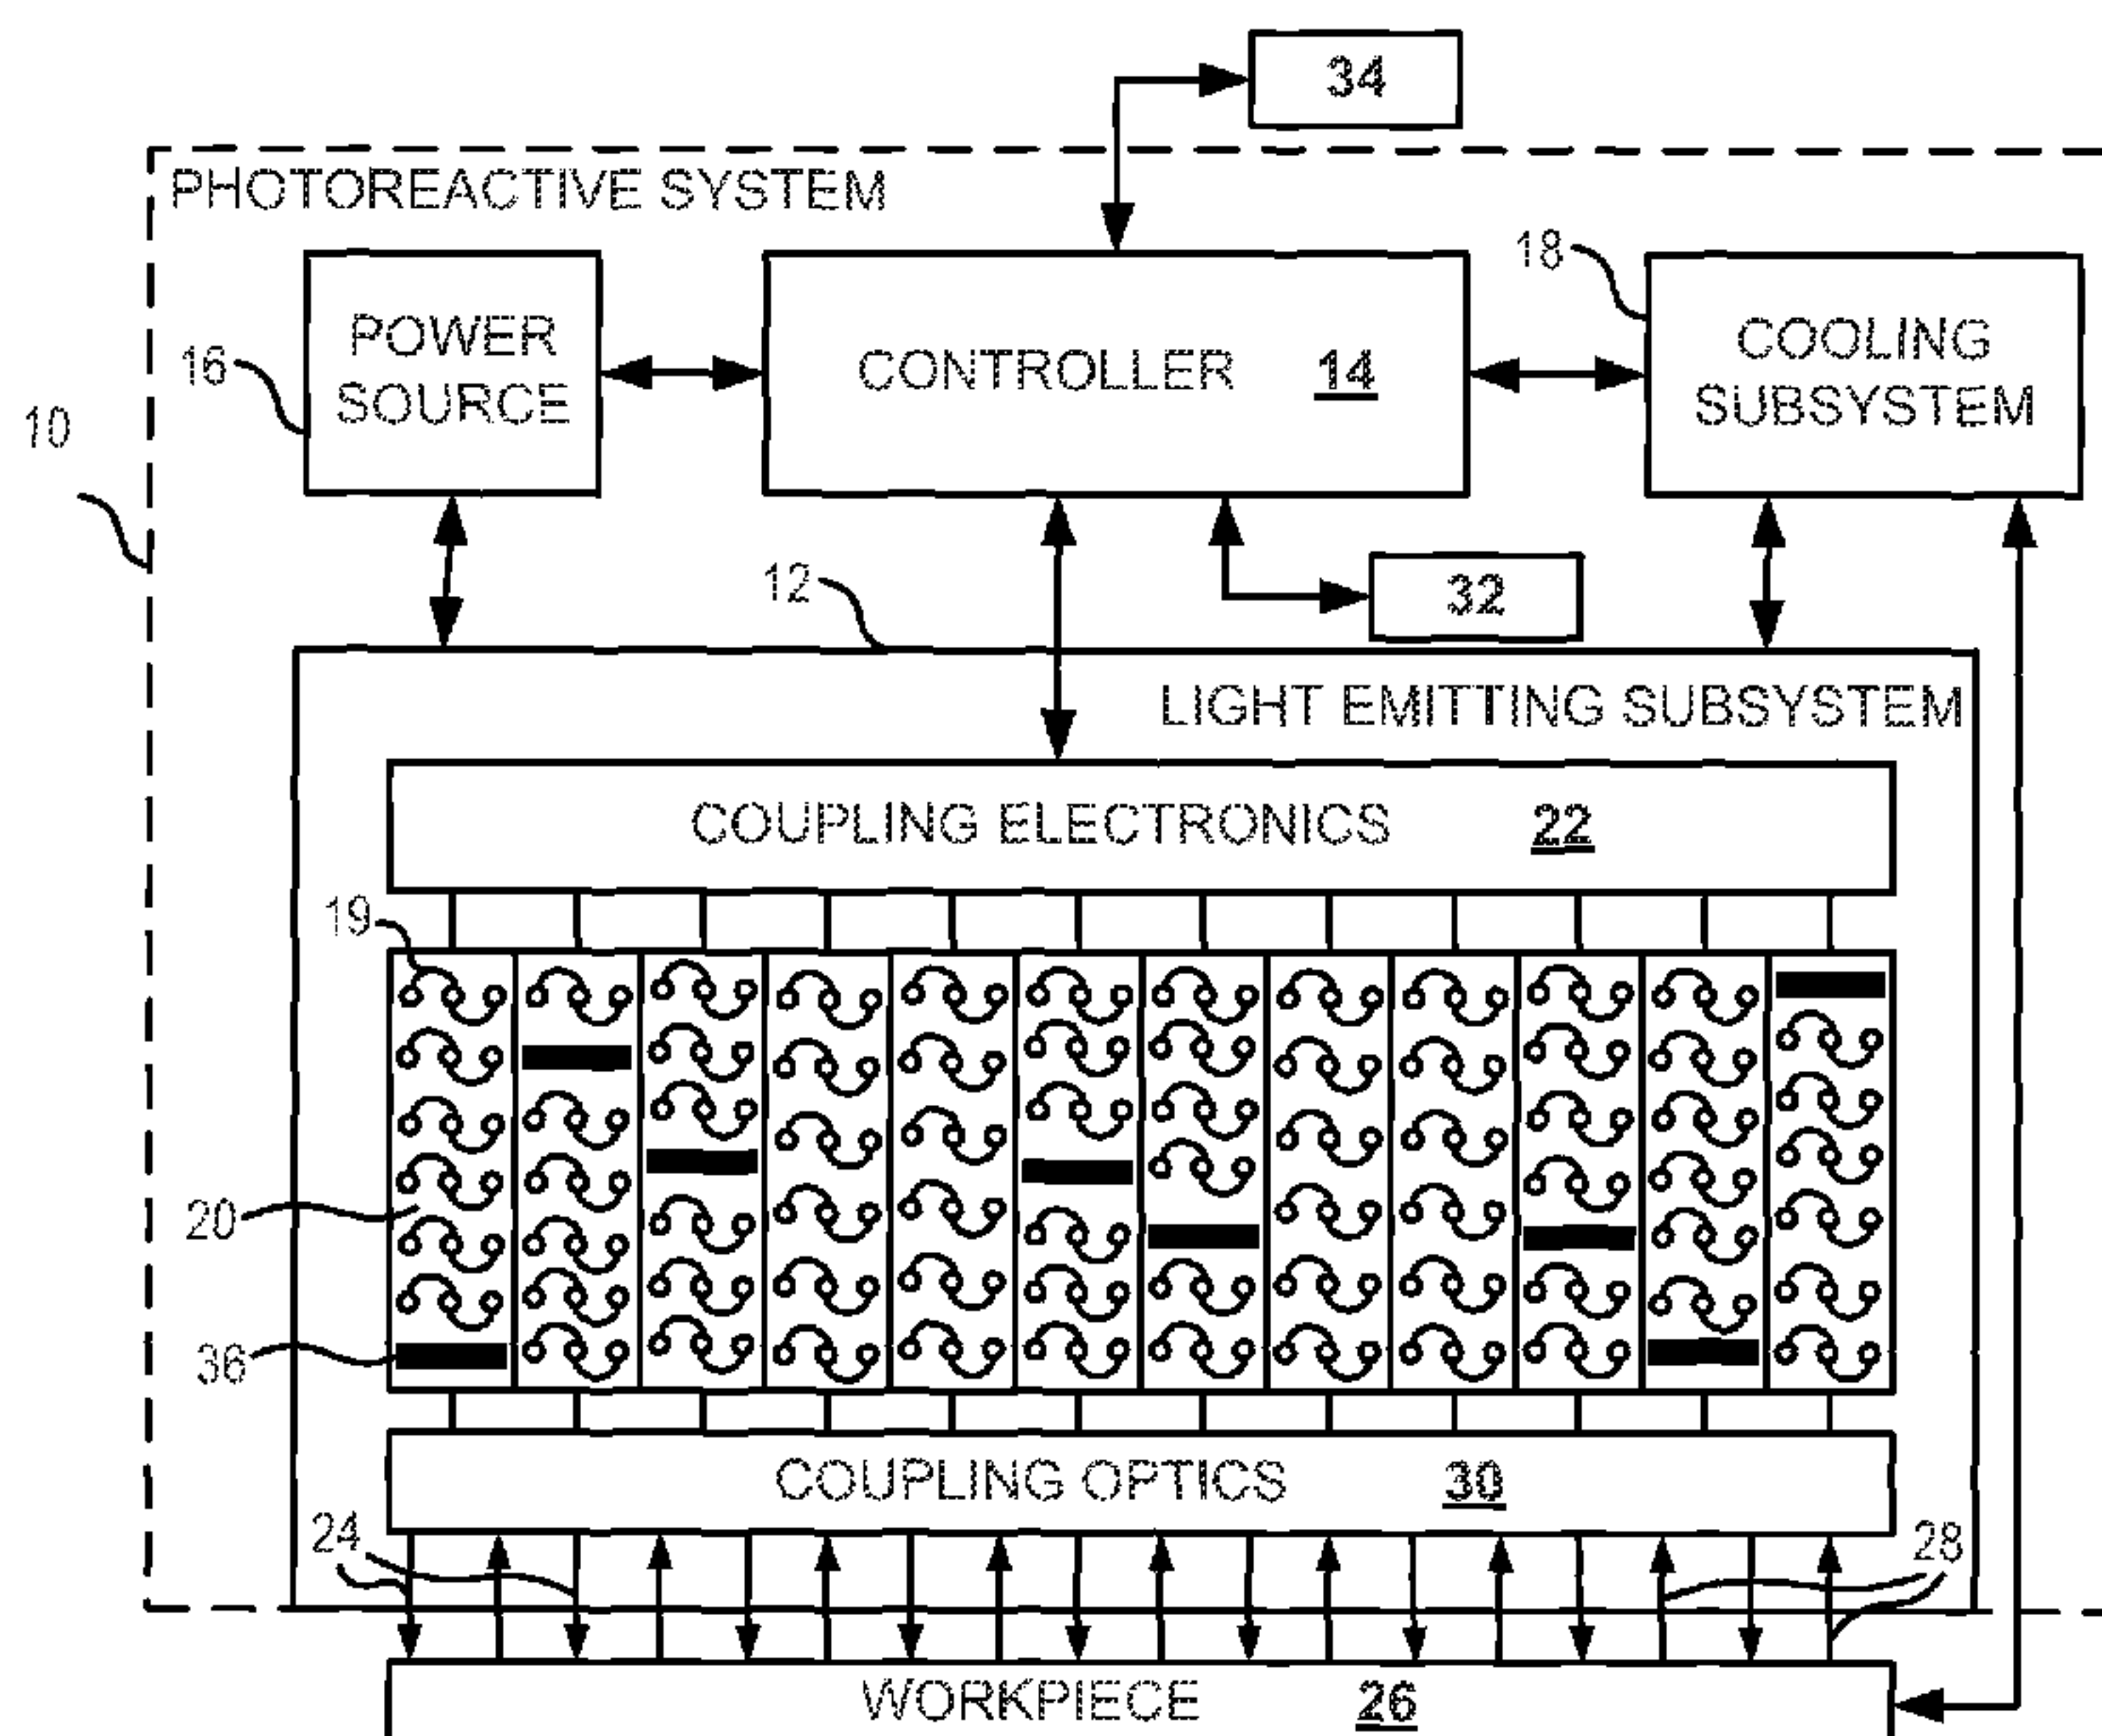 34
PHOTOREACTIVE SYSTEM
18
POWER
SOURCE
CONTROLLER 14
COOLING
SUBSYSTEM
16
10
12
32
LIGHT EMITTING SUBSYSTEM
COUPLING ELECTRONICS 22
19
20
36
COUPLING OPTICS 30
24
28
WORKPIECE 26